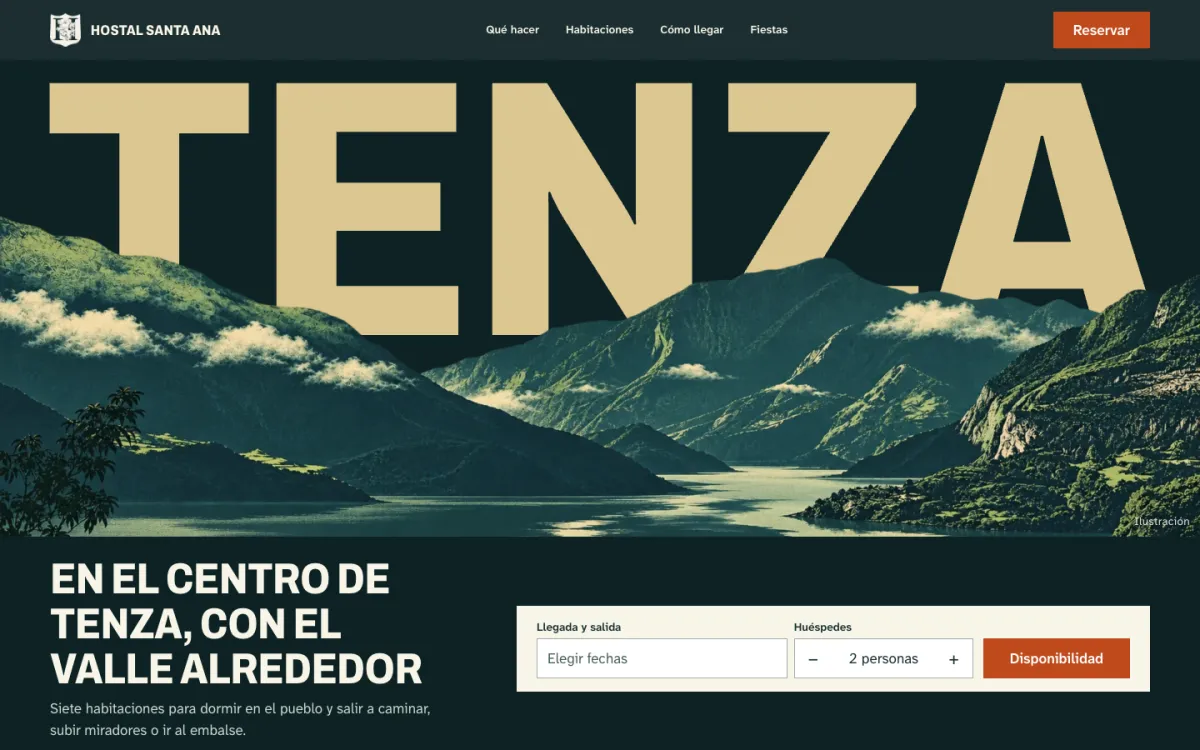 HOSTAL SANTA ANA
Qué hacer
Habitaciones
Cómo llegar
Fiestas
Reservar
TENZA
Ilustración
EN EL CENTRO DE
TENZA, CON EL
VALLE ALREDEDOR
Siete habitaciones para dormir en el pueblo y salir a caminar,
subir miradores o ir al embalse.
Llegada y salida
Elegir fechas
Huéspedes
− 2 personas +
Disponibilidad